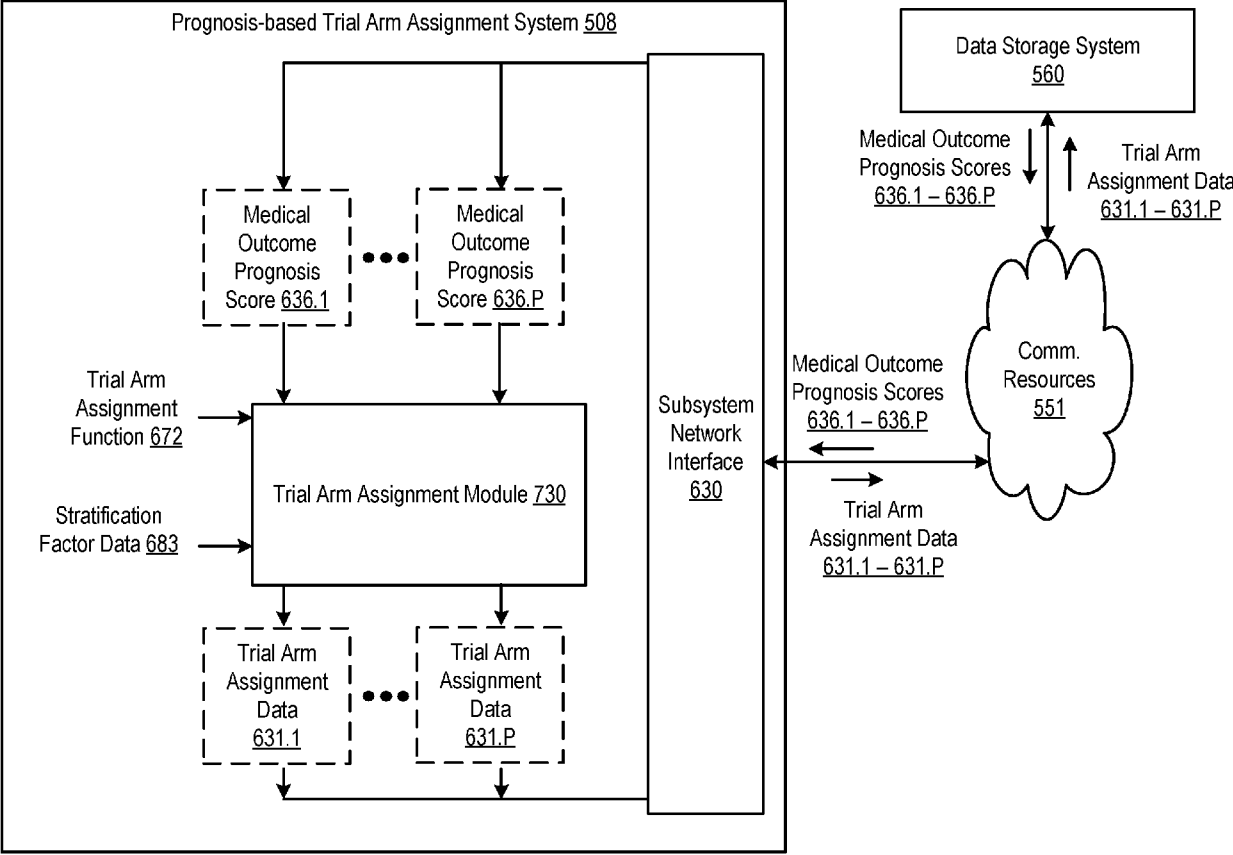 Prognosis-based Trial Arm Assignment System 508
Data Storage System
560
Medical Outcome
Prognosis Scores
636.1 – 636.P
Trial Arm
Assignment Data
631.1 – 631.P
Medical
Outcome
Prognosis
Score 636.1
Medical
Outcome
Prognosis
Score 636.P
Comm.
Resources
551
Medical Outcome
Prognosis Scores
636.1 – 636.P
Trial Arm
Assignment
Function 672
Subsystem
Network
Interface
630
Trial Arm Assignment Module 730
Trial Arm
Assignment Data
631.1 – 631.P
Stratification
Factor Data 683
Trial Arm
Assignment
Data
631.1
Trial Arm
Assignment
Data
631.P